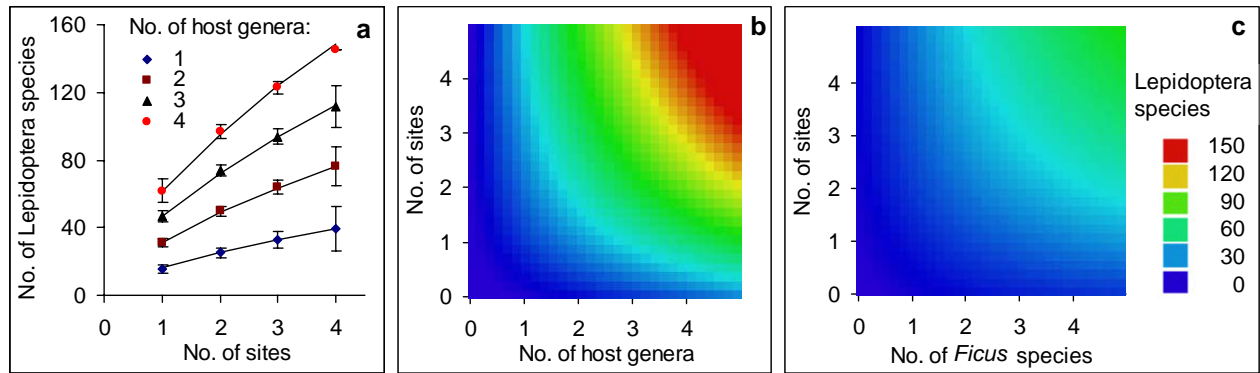 a
No. of host genera:
1
2
3
4
No. of Lepidoptera species
160
120
80
40
0
0 1 2 3 4
No. of sites
b
No. of sites
4
3
2
1
0
0 1 2 3 4
No. of host genera
c
No. of sites
4
3
2
1
0
0 1 2 3 4
No. of Ficus species
Lepidoptera
species
150
120
90
60
30
0